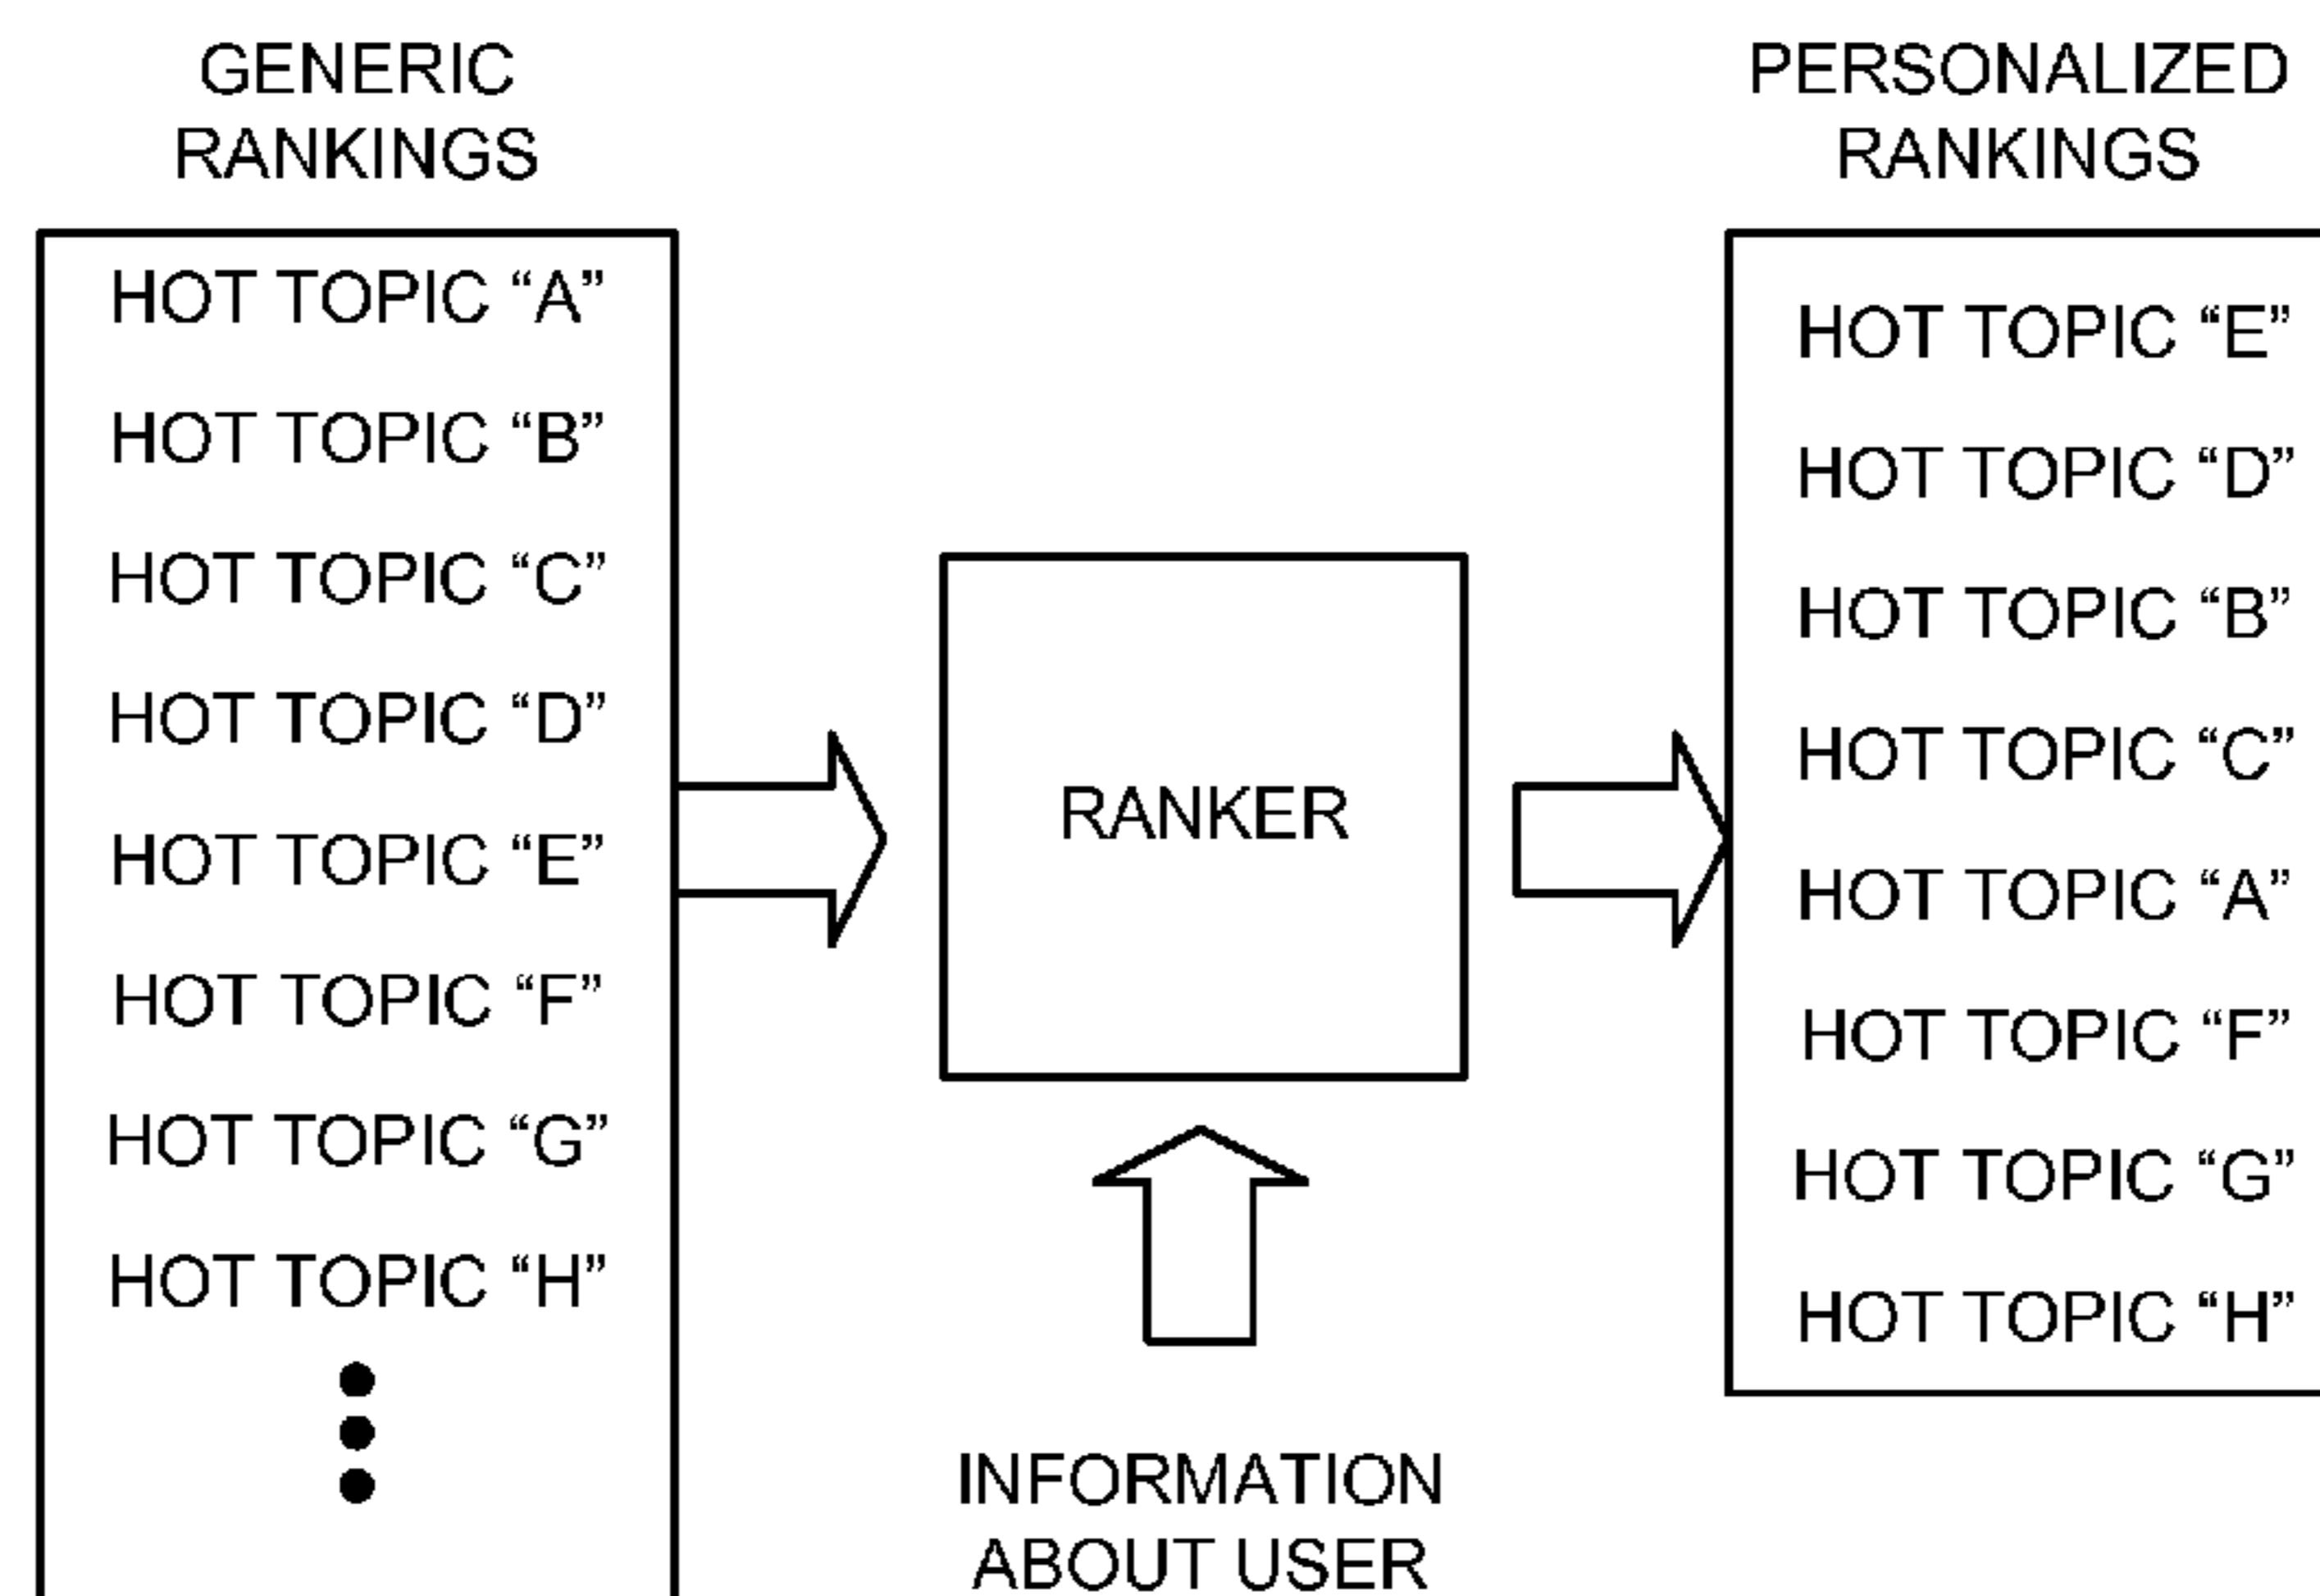 GENERIC
RANKINGS
HOT TOPIC “A”
HOT TOPIC “B”
HOT TOPIC “C”
HOT TOPIC “D”
HOT TOPIC “E”
HOT TOPIC “F”
HOT TOPIC “G”
HOT TOPIC “H”
RANKER
INFORMATION
ABOUT USER
PERSONALIZED
RANKINGS
HOT TOPIC “E”
HOT TOPIC “D”
HOT TOPIC “B”
HOT TOPIC “C”
HOT TOPIC “A”
HOT TOPIC “F”
HOT TOPIC “G”
HOT TOPIC “H”